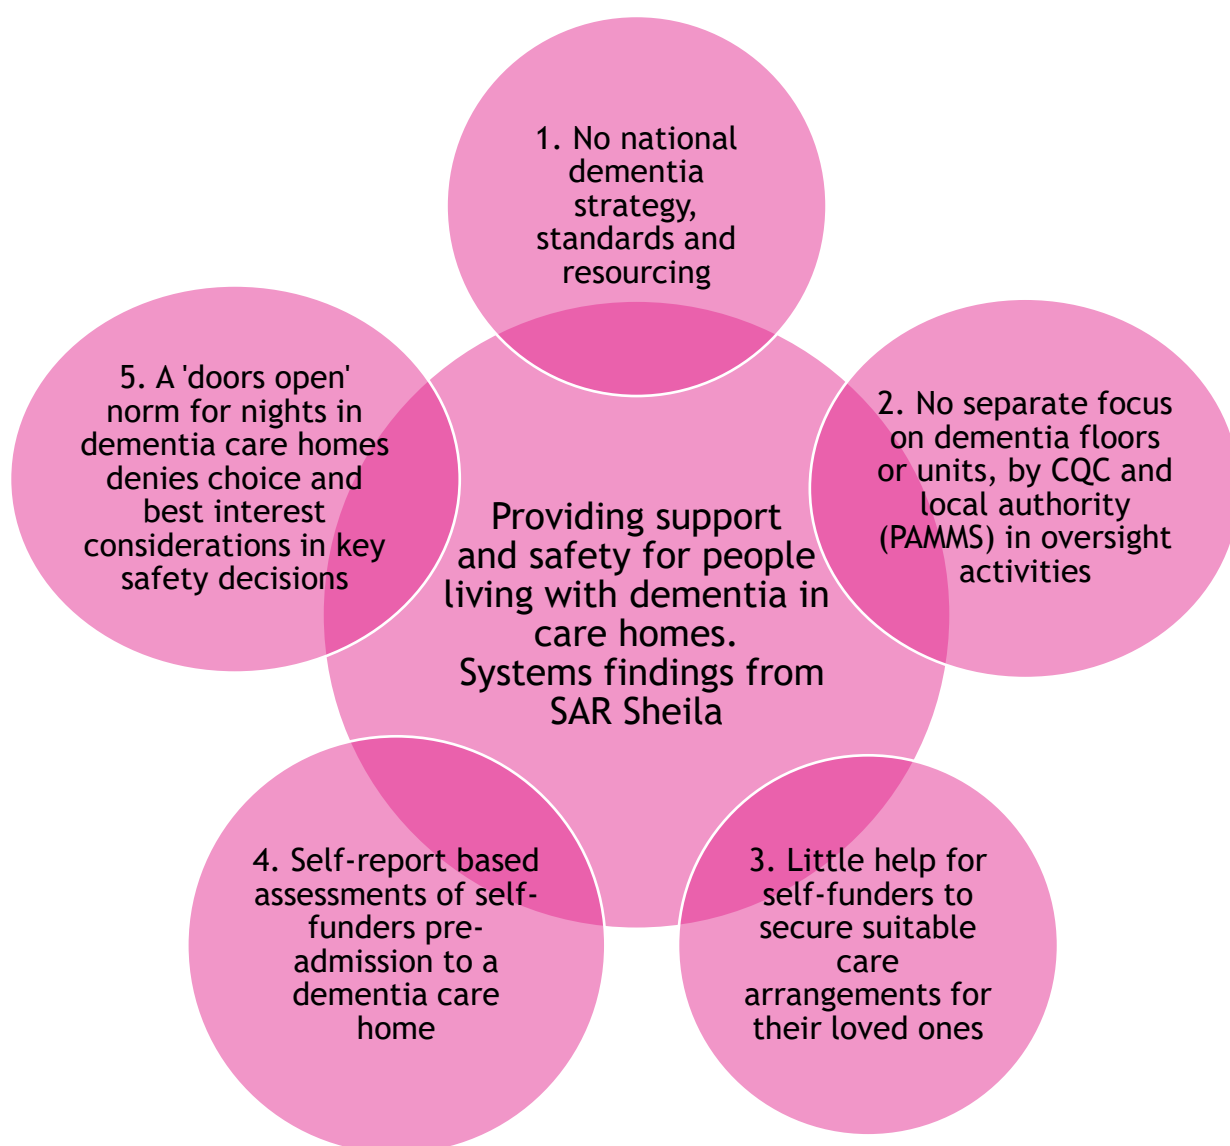 1. No national
dementia
strategy,
standards and
resourcing
2. No separate focus
on dementia floors
or units, by CQC and
local authority
(PAMMS) in oversight
activities
3. Little help for
self-funders to
secure suitable
care
arrangements for
their loved ones
4. Self-report based
assessments of self-
funders pre-
admission to a
dementia care
home
5. A 'doors open'
norm for nights in
dementia care homes
denies choice and
best interest
considerations in key
safety decisions
Providing support
and safety for people
living with dementia in
care homes.
Systems findings from
SAR Sheila